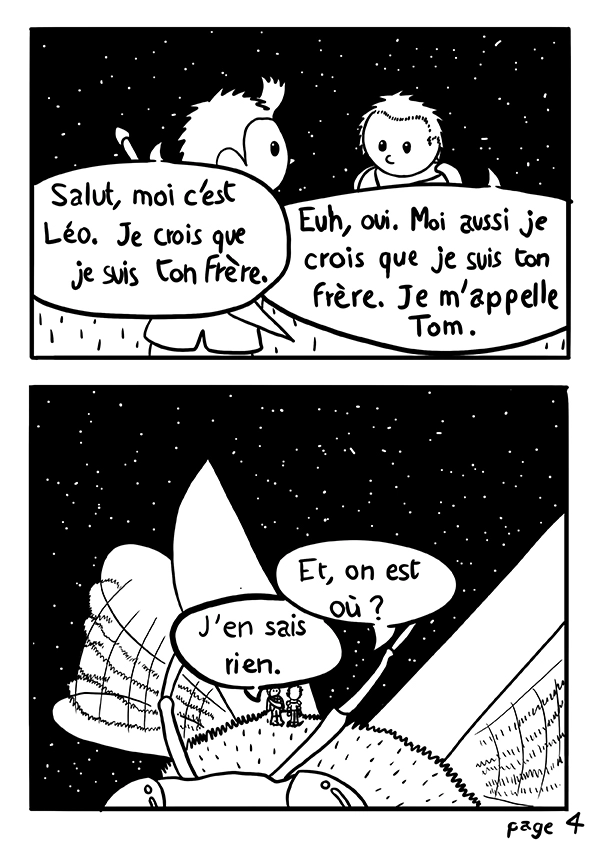 Salut, moi c'est
Léo. Je crois que
je suis ton frère.
Euh, oui. Moi aussi je
crois que je suis ton
frère. Je m'appelle
Tom.
Et, on est
où ?
J'en sais
rien.
page 4